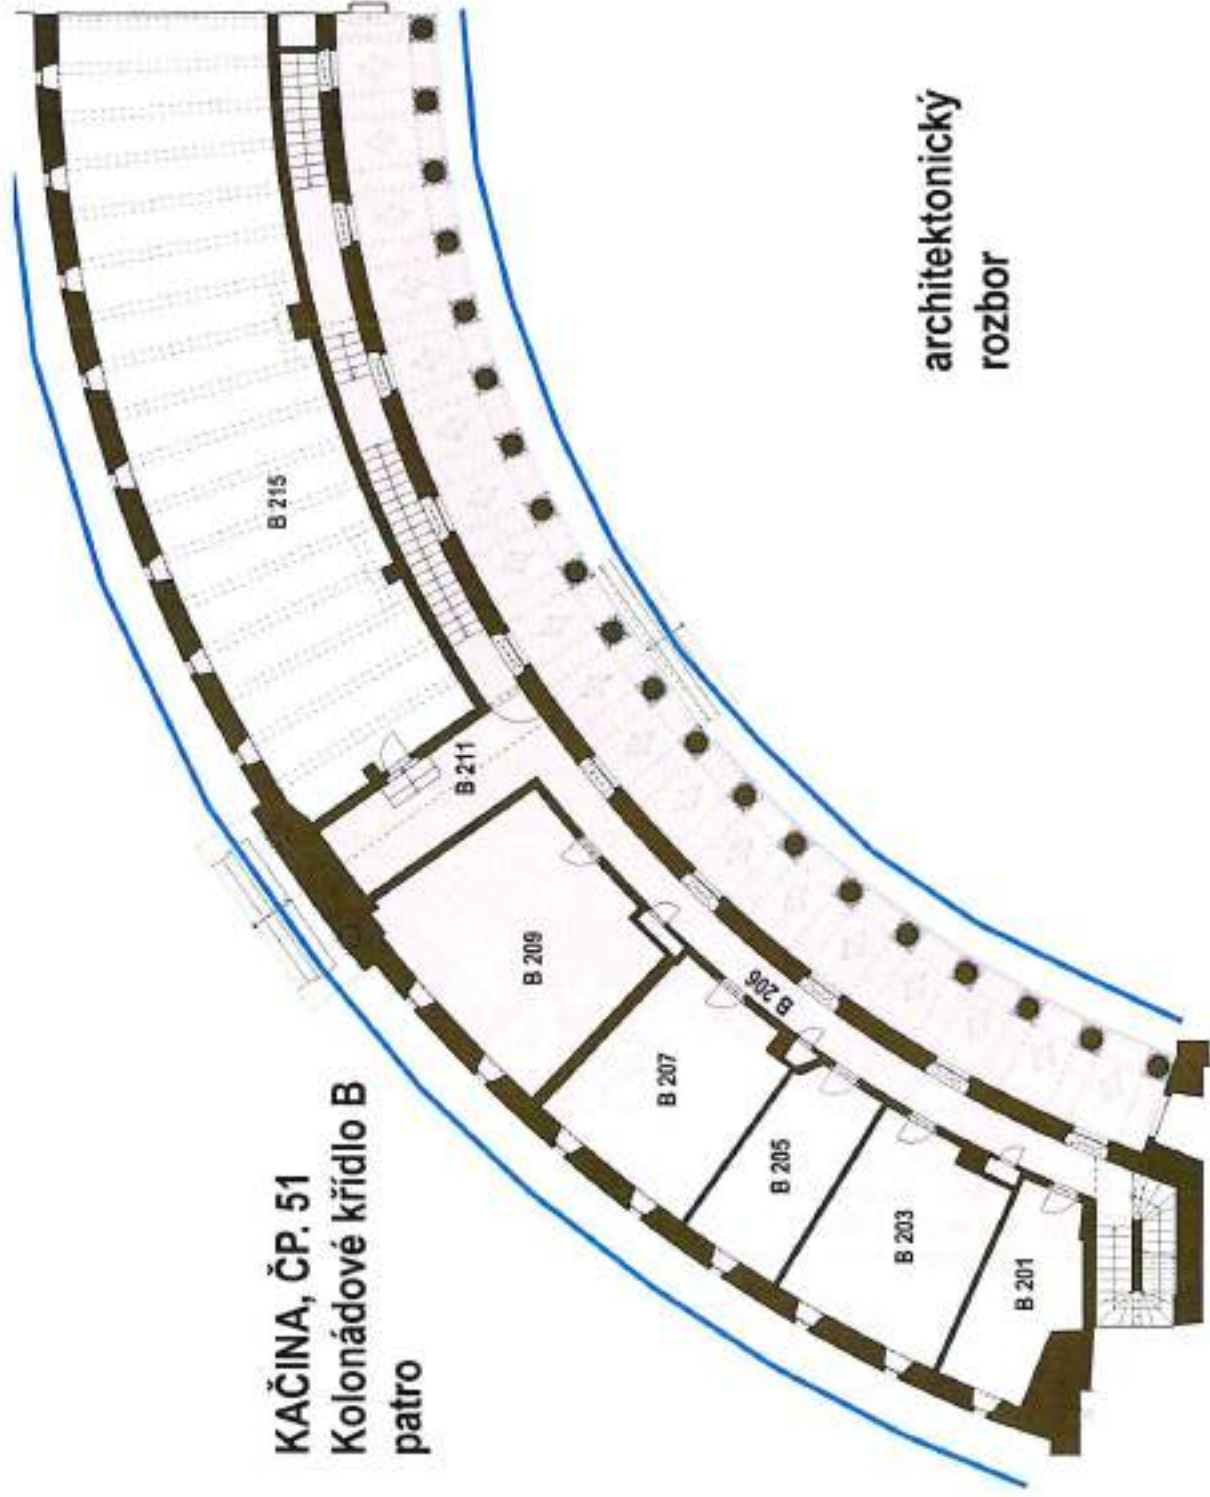 KAČINA, ČP. 51
Kolonádové křídlo B
patro
architektonický
rozbor
B 201
B 203
B 205
B 207
B 206
B 209
B 211
B 215